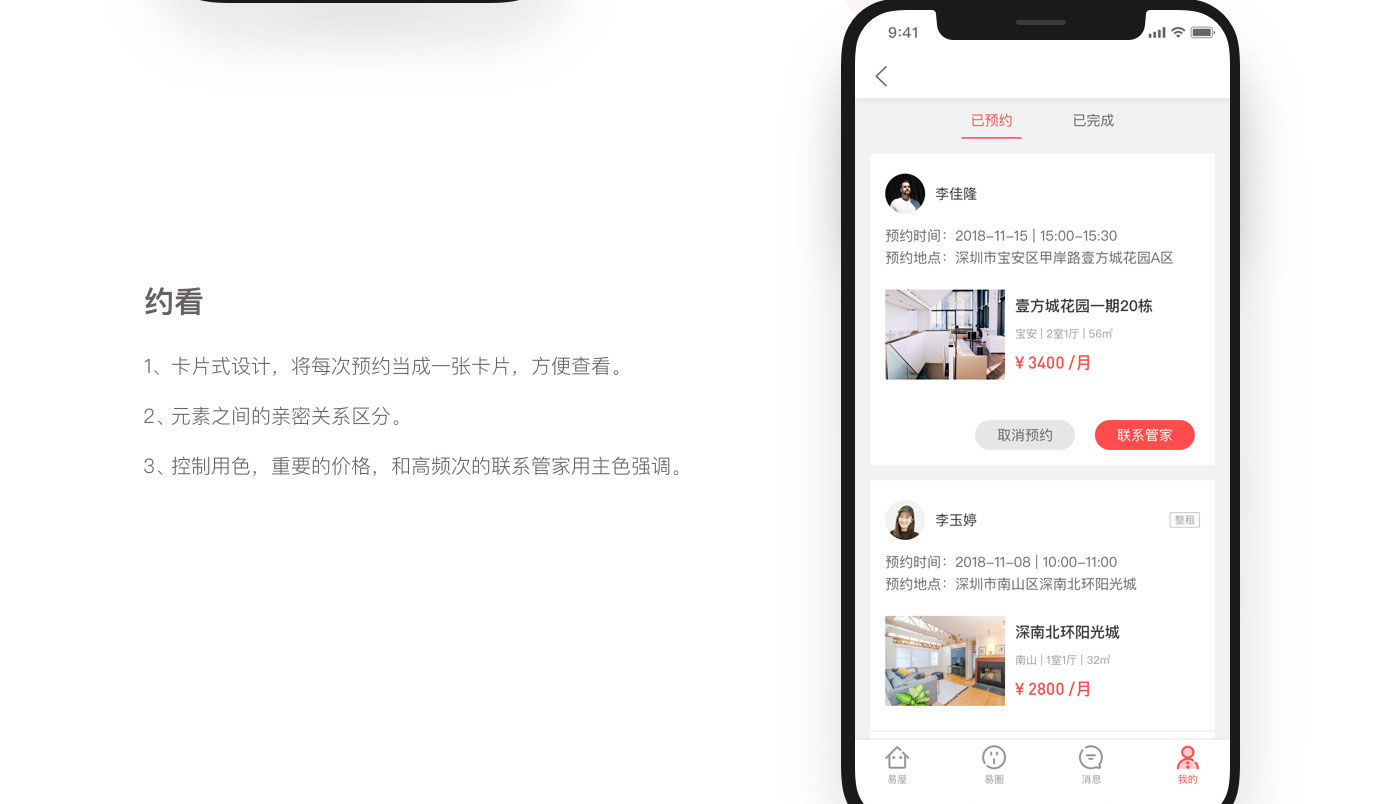 约看
1、卡片式设计，将每次预约当成一张卡片，方便查看。
2、元素之间的亲密关系区分。
3、控制用色，重要的价格，和高频次的联系管家用主色强调。
9:41
已预约 已完成
李佳隆
预约时间：2018-11-15 | 15:00-15:30
预约地点：深圳市宝安区甲岸路壹方城花园A区
壹方城花园一期20栋
宝安 | 2室1厅 | 56㎡
¥ 3400 /月
取消预约 联系管家
李玉婷 整租
预约时间：2018-11-08 | 10:00-11:00
预约地点：深圳市南山区深南北环阳光城
深南北环阳光城
南山 | 1室1厅 | 32㎡
¥ 2800 /月
易屋 易圈 消息 我的